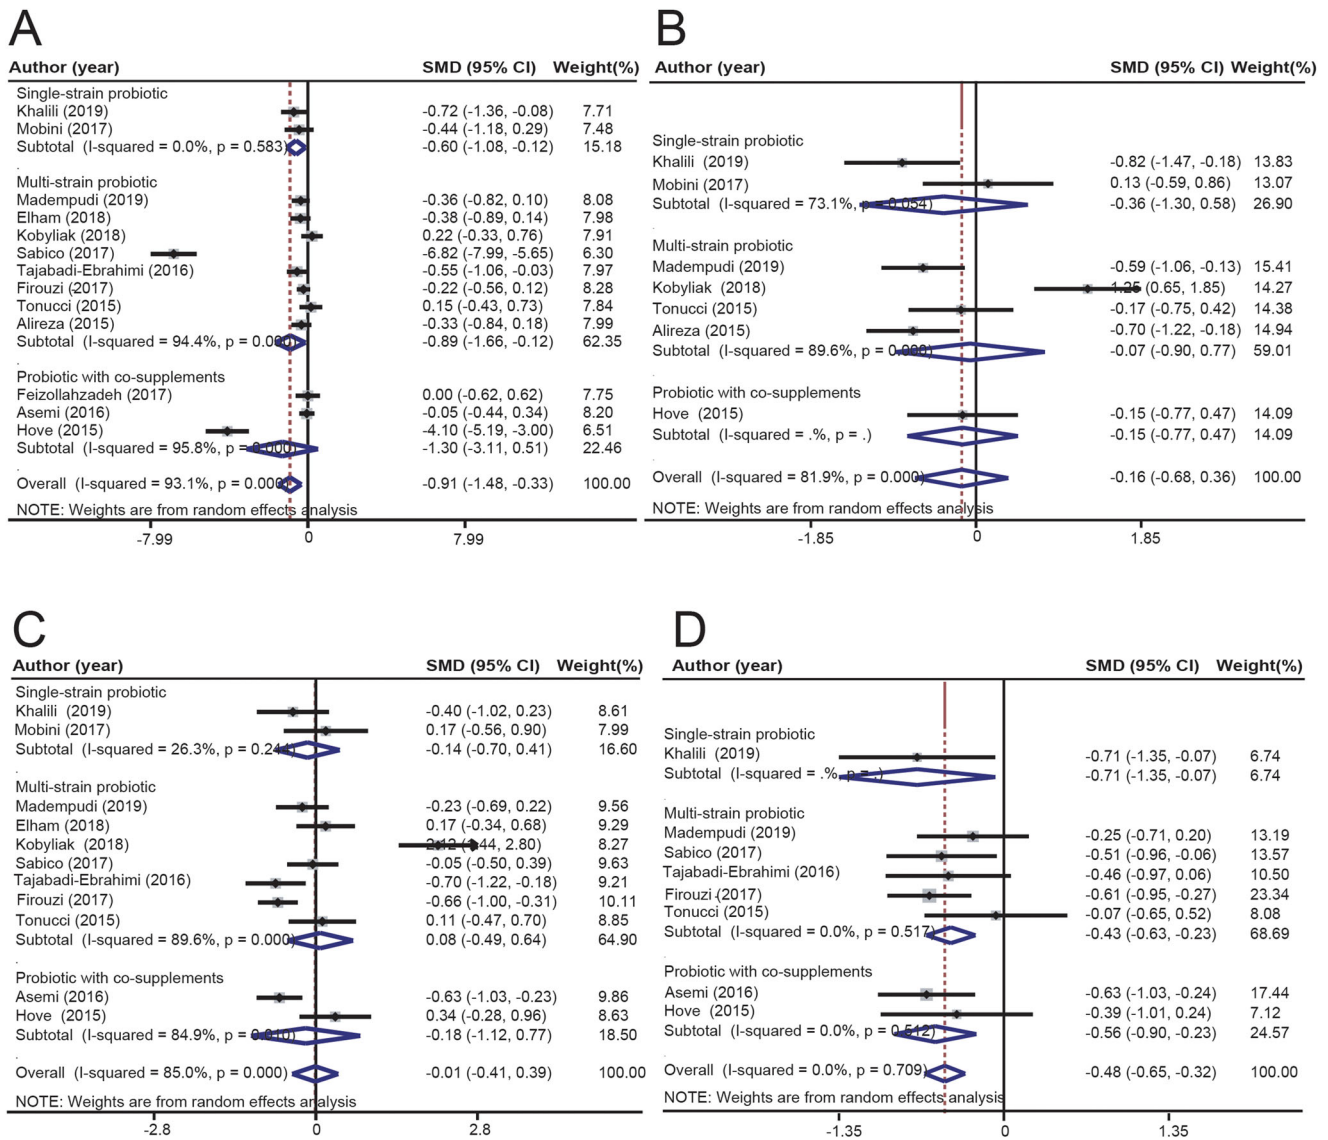 A
Author (year) SMD (95% CI) Weight(%)
Single-strain probiotic
Khalili (2019) -0.72 (-1.36, -0.08) 7.71
Mobini (2017) -0.44 (-1.18, 0.29) 7.48
Subtotal (I-squared = 0.0%, p = 0.583) -0.60 (-1.08, -0.12) 15.18
.
Multi-strain probiotic
Madempudi (2019) -0.36 (-0.82, 0.10) 8.08
Elham (2018) -0.38 (-0.89, 0.14) 7.98
Kobyliak (2018) 0.22 (-0.33, 0.76) 7.91
Sabico (2017) -6.82 (-7.99, -5.65) 6.30
Tajabadi-Ebrahimi (2016) -0.55 (-1.06, -0.03) 7.97
Firouzi (2017) -0.22 (-0.56, 0.12) 8.28
Tonucci (2015) 0.15 (-0.43, 0.73) 7.84
Alireza (2015) -0.33 (-0.84, 0.18) 7.99
Subtotal (I-squared = 94.4%, p = 0.000) -0.89 (-1.66, -0.12) 62.35
.
Probiotic with co-supplements
Feizollahzadeh (2017) 0.00 (-0.62, 0.62) 7.75
Asemi (2016) -0.05 (-0.44, 0.34) 8.20
Hove (2015) -4.10 (-5.19, -3.00) 6.51
Subtotal (I-squared = 95.8%, p = 0.000) -1.30 (-3.11, 0.51) 22.46
.
Overall (I-squared = 93.1%, p = 0.000) -0.91 (-1.48, -0.33) 100.00
NOTE: Weights are from random effects analysis
-7.99 0 7.99
B
Author (year) SMD (95% CI) Weight(%)
Single-strain probiotic
Khalili (2019) -0.82 (-1.47, -0.18) 13.83
Mobini (2017) 0.13 (-0.59, 0.86) 13.07
Subtotal (I-squared = 73.1%, p = 0.054) -0.36 (-1.30, 0.58) 26.90
.
Multi-strain probiotic
Madempudi (2019) -0.59 (-1.06, -0.13) 15.41
Kobyliak (2018) 1.25 (0.65, 1.85) 14.27
Tonucci (2015) -0.17 (-0.75, 0.42) 14.38
Alireza (2015) -0.70 (-1.22, -0.18) 14.94
Subtotal (I-squared = 89.6%, p = 0.000) -0.07 (-0.90, 0.77) 59.01
.
Probiotic with co-supplements
Hove (2015) -0.15 (-0.77, 0.47) 14.09
Subtotal (I-squared = .%, p = .) -0.15 (-0.77, 0.47) 14.09
.
Overall (I-squared = 81.9%, p = 0.000) -0.16 (-0.68, 0.36) 100.00
NOTE: Weights are from random effects analysis
-1.85 0 1.85
C
Author (year) SMD (95% CI) Weight(%)
Single-strain probiotic
Khalili (2019) -0.40 (-1.02, 0.23) 8.61
Mobini (2017) 0.17 (-0.56, 0.90) 7.99
Subtotal (I-squared = 26.3%, p = 0.244) -0.14 (-0.70, 0.41) 16.60
.
Multi-strain probiotic
Madempudi (2019) -0.23 (-0.69, 0.22) 9.56
Elham (2018) 0.17 (-0.34, 0.68) 9.29
Kobyliak (2018) 2.12 (1.44, 2.80) 8.27
Sabico (2017) -0.05 (-0.50, 0.39) 9.63
Tajabadi-Ebrahimi (2016) -0.70 (-1.22, -0.18) 9.21
Firouzi (2017) -0.66 (-1.00, -0.31) 10.11
Tonucci (2015) 0.11 (-0.47, 0.70) 8.85
Subtotal (I-squared = 89.6%, p = 0.000) 0.08 (-0.49, 0.64) 64.90
.
Probiotic with co-supplements
Asemi (2016) -0.63 (-1.03, -0.23) 9.86
Hove (2015) 0.34 (-0.28, 0.96) 8.63
Subtotal (I-squared = 84.9%, p = 0.010) -0.18 (-1.12, 0.77) 18.50
.
Overall (I-squared = 85.0%, p = 0.000) -0.01 (-0.41, 0.39) 100.00
NOTE: Weights are from random effects analysis
-2.8 0 2.8
D
Author (year) SMD (95% CI) Weight(%)
Single-strain probiotic
Khalili (2019) -0.71 (-1.35, -0.07) 6.74
Subtotal (I-squared = .%, p = .) -0.71 (-1.35, -0.07) 6.74
.
Multi-strain probiotic
Madempudi (2019) -0.25 (-0.71, 0.20) 13.19
Sabico (2017) -0.51 (-0.96, -0.06) 13.57
Tajabadi-Ebrahimi (2016) -0.46 (-0.97, 0.06) 10.50
Firouzi (2017) -0.61 (-0.95, -0.27) 23.34
Tonucci (2015) -0.07 (-0.65, 0.52) 8.08
Subtotal (I-squared = 0.0%, p = 0.517) -0.43 (-0.63, -0.23) 68.69
.
Probiotic with co-supplements
Asemi (2016) -0.63 (-1.03, -0.24) 17.44
Hove (2015) -0.39 (-1.01, 0.24) 7.12
Subtotal (I-squared = 0.0%, p = 0.512) -0.56 (-0.90, -0.23) 24.57
.
Overall (I-squared = 0.0%, p = 0.709) -0.48 (-0.65, -0.32) 100.00
NOTE: Weights are from random effects analysis
-1.35 0 1.35